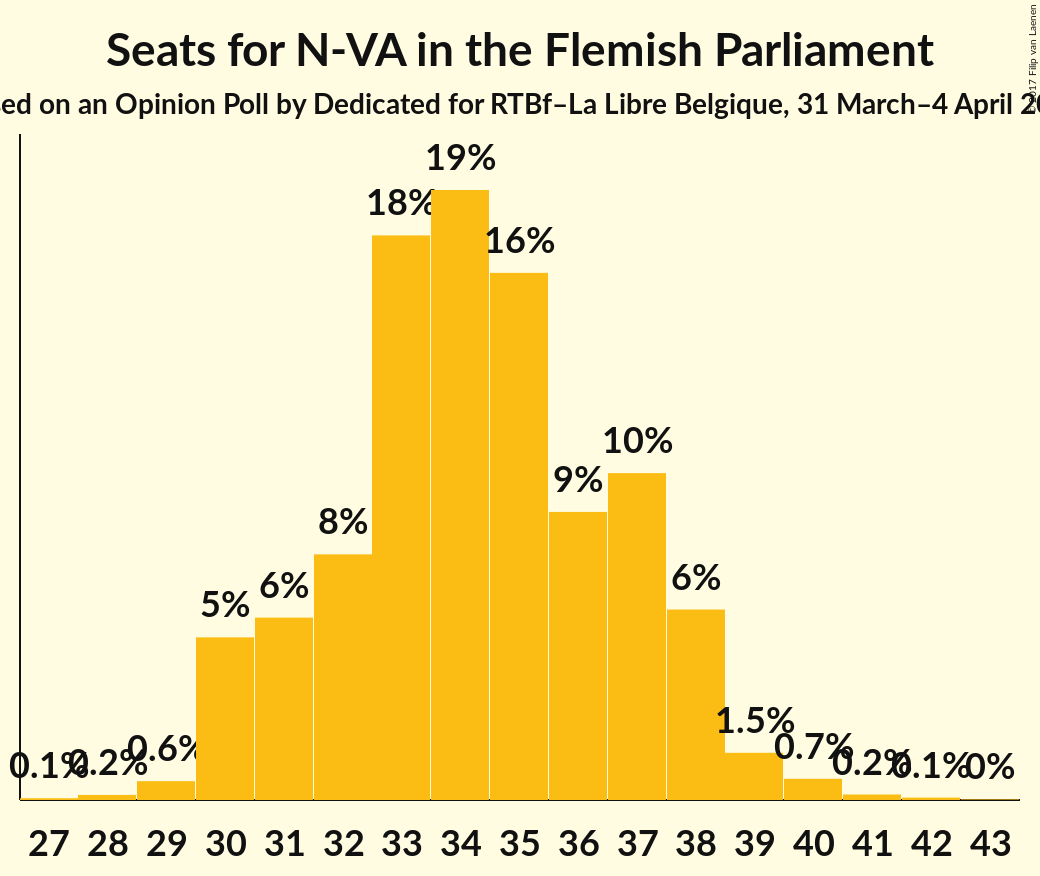 Seats for N-VA in the Flemish Parliament
on an Opinion Poll by Dedicated for RTBf–La Libre Belgique, 31 March–4 April
© 2017 Filip van Laenen
19%
18%
16%
10%
9%
8%
6%
6%
5%
1.5%
0.1% 0.2% 0.6% 0.7% 0.2% 0.1% 0%
27 28 29 30 31 32 33 34 35 36 37 38 39 40 41 42 43